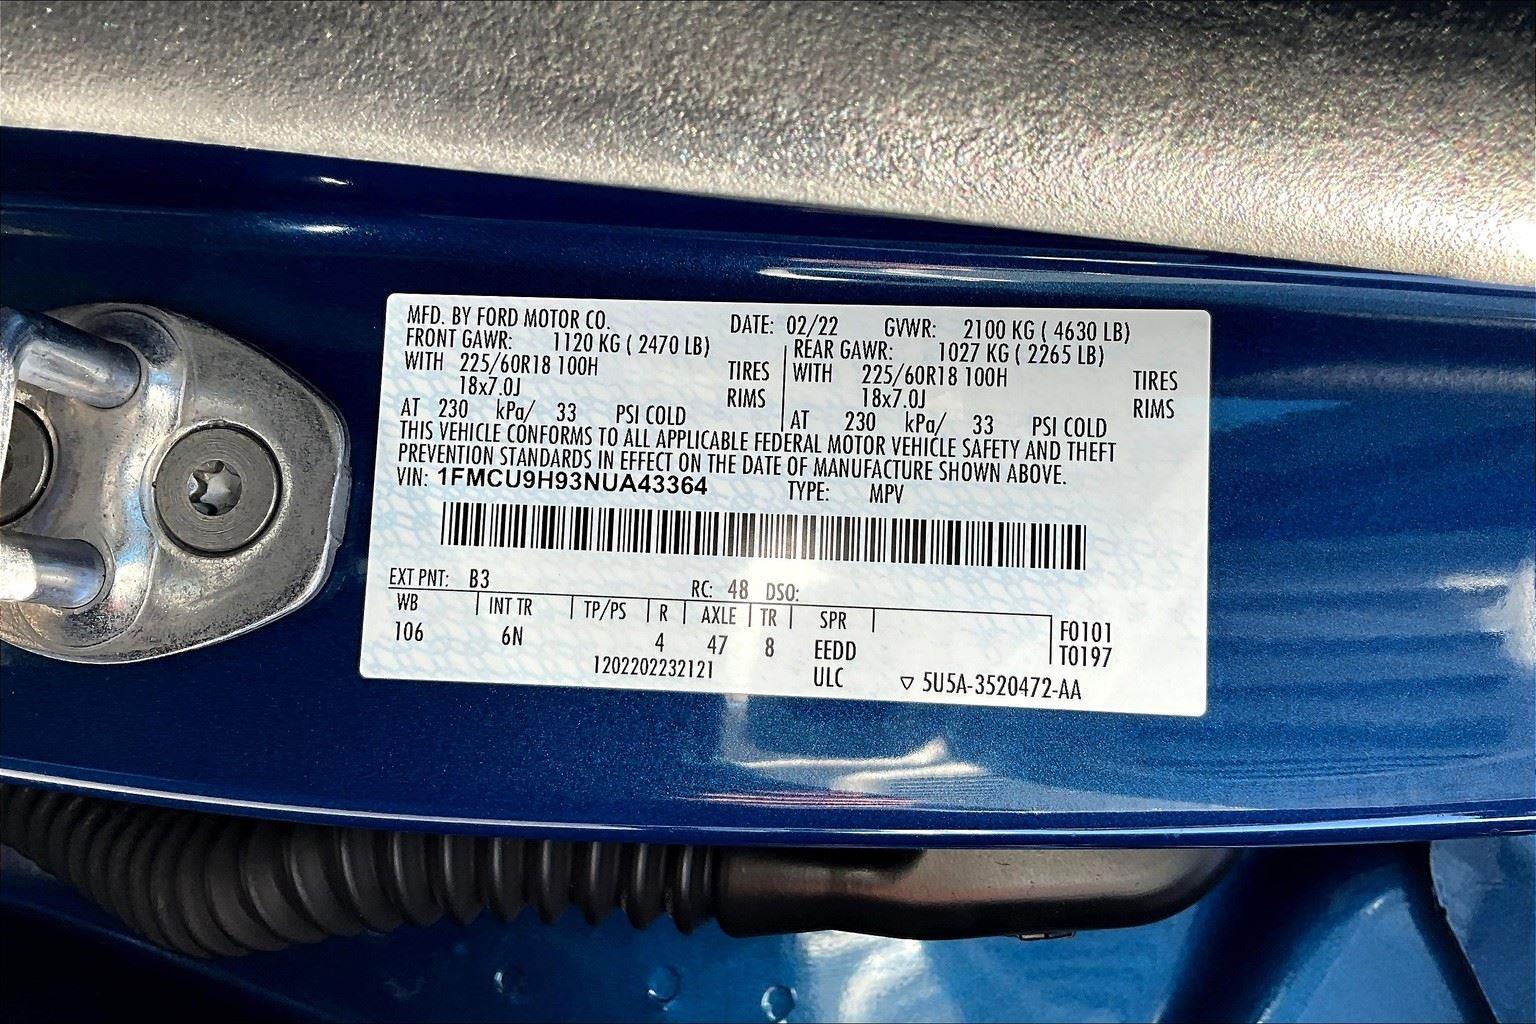 MFD. BY FORD MOTOR CO. DATE: 02/22 GVWR: 2100 KG ( 4630 LB)
FRONT GAWR: 1120 KG ( 2470 LB) REAR GAWR: 1027 KG ( 2265 LB)
WITH 225/60R18 100H TIRES WITH 225/60R18 100H TIRES
18x7.0J RIMS 18x7.0J RIMS
AT 230 kPa/ 33 PSI COLD AT 230 kPa/ 33 PSI COLD
THIS VEHICLE CONFORMS TO ALL APPLICABLE FEDERAL MOTOR VEHICLE SAFETY AND THEFT
PREVENTION STANDARDS IN EFFECT ON THE DATE OF MANUFACTURE SHOWN ABOVE.
VIN: 1FMCU9H93NUA43364 TYPE: MPV
EXT PNT: B3 RC: 48 DSO:
WB INT TR TP/PS R AXLE TR SPR F0101
106 6N 4 47 8 EEDD T0197
1202202232121 ULC ▽ 5U5A-3520472-AA